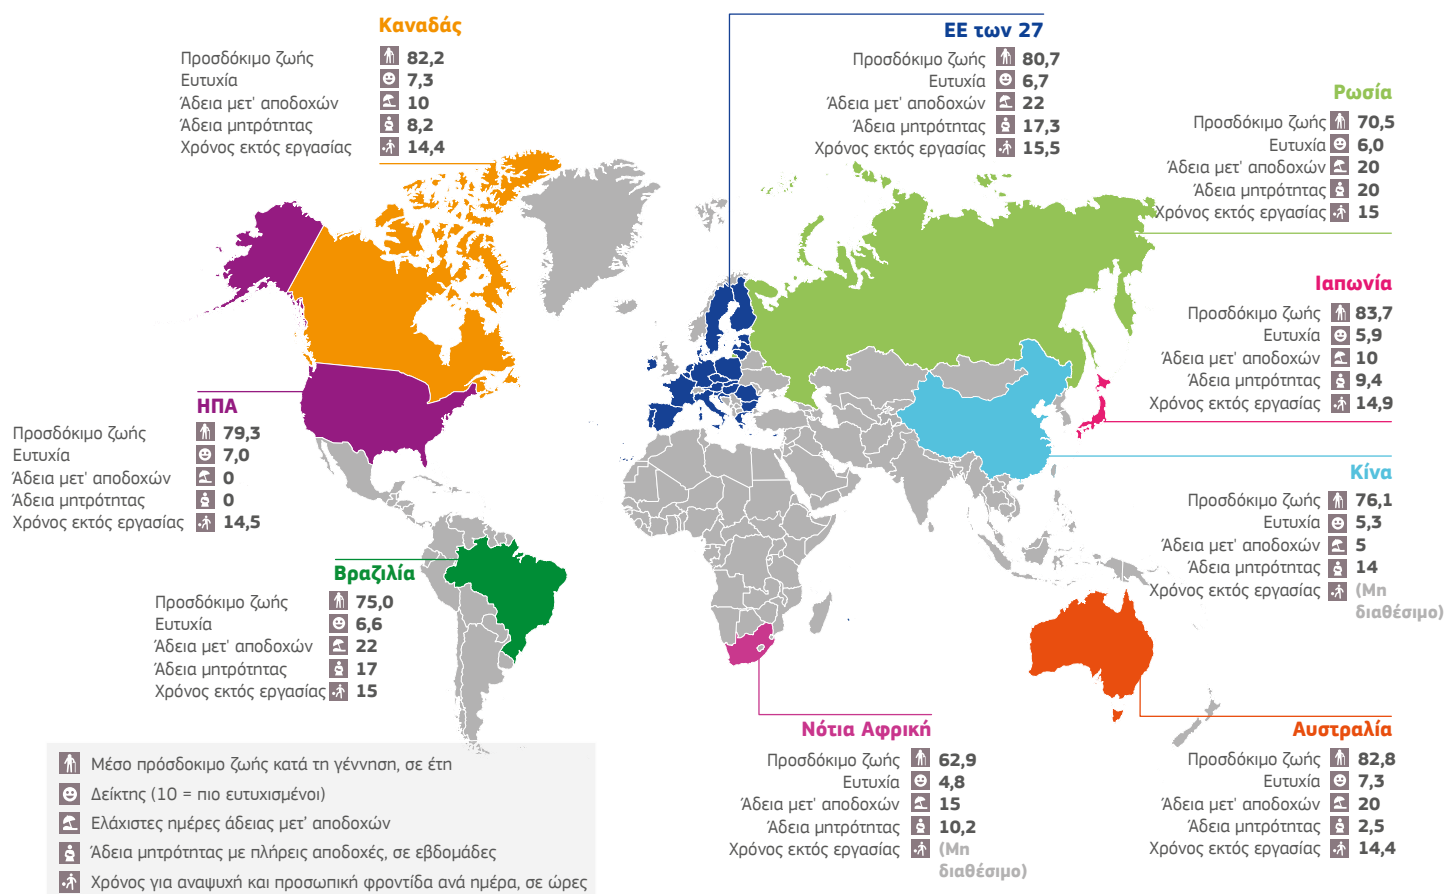 Καναδάς
Προσδόκιμο ζωής 82,2
Ευτυχία 7,3
Άδεια μετ' αποδοχών 10
Άδεια μητρότητας 8,2
Χρόνος εκτός εργασίας 14,4
ΕΕ των 27
Προσδόκιμο ζωής 80,7
Ευτυχία 6,7
Άδεια μετ' αποδοχών 22
Άδεια μητρότητας 17,3
Χρόνος εκτός εργασίας 15,5
Ρωσία
Προσδόκιμο ζωής 70,5
Ευτυχία 6,0
Άδεια μετ' αποδοχών 20
Άδεια μητρότητας 20
Χρόνος εκτός εργασίας 15
Ιαπωνία
Προσδόκιμο ζωής 83,7
Ευτυχία 5,9
Άδεια μετ' αποδοχών 10
Άδεια μητρότητας 9,4
Χρόνος εκτός εργασίας 14,9
ΗΠΑ
Προσδόκιμο ζωής 79,3
Ευτυχία 7,0
Άδεια μετ' αποδοχών 0
Άδεια μητρότητας 0
Χρόνος εκτός εργασίας 14,5
Κίνα
Προσδόκιμο ζωής 76,1
Ευτυχία 5,3
Άδεια μετ' αποδοχών 5
Άδεια μητρότητας 14
Χρόνος εκτός εργασίας (Μη
διαθέσιμο)
Βραζιλία
Προσδόκιμο ζωής 75,0
Ευτυχία 6,6
Άδεια μετ' αποδοχών 22
Άδεια μητρότητας 17
Χρόνος εκτός εργασίας 15
Νότια Αφρική
Προσδόκιμο ζωής 62,9
Ευτυχία 4,8
Άδεια μετ' αποδοχών 15
Άδεια μητρότητας 10,2
Χρόνος εκτός εργασίας (Μη
διαθέσιμο)
Αυστραλία
Προσδόκιμο ζωής 82,8
Ευτυχία 7,3
Άδεια μετ' αποδοχών 20
Άδεια μητρότητας 2,5
Χρόνος εκτός εργασίας 14,4
Μέσο πρόσδοκιμο ζωής κατά τη γέννηση, σε έτη
Δείκτης (10 = πιο ευτυχισμένοι)
Ελάχιστες ημέρες άδειας μετ' αποδοχών
Άδεια μητρότητας με πλήρεις αποδοχές, σε εβδομάδες
Χρόνος για αναψυχή και προσωπική φροντίδα ανά ημέρα, σε ώρες